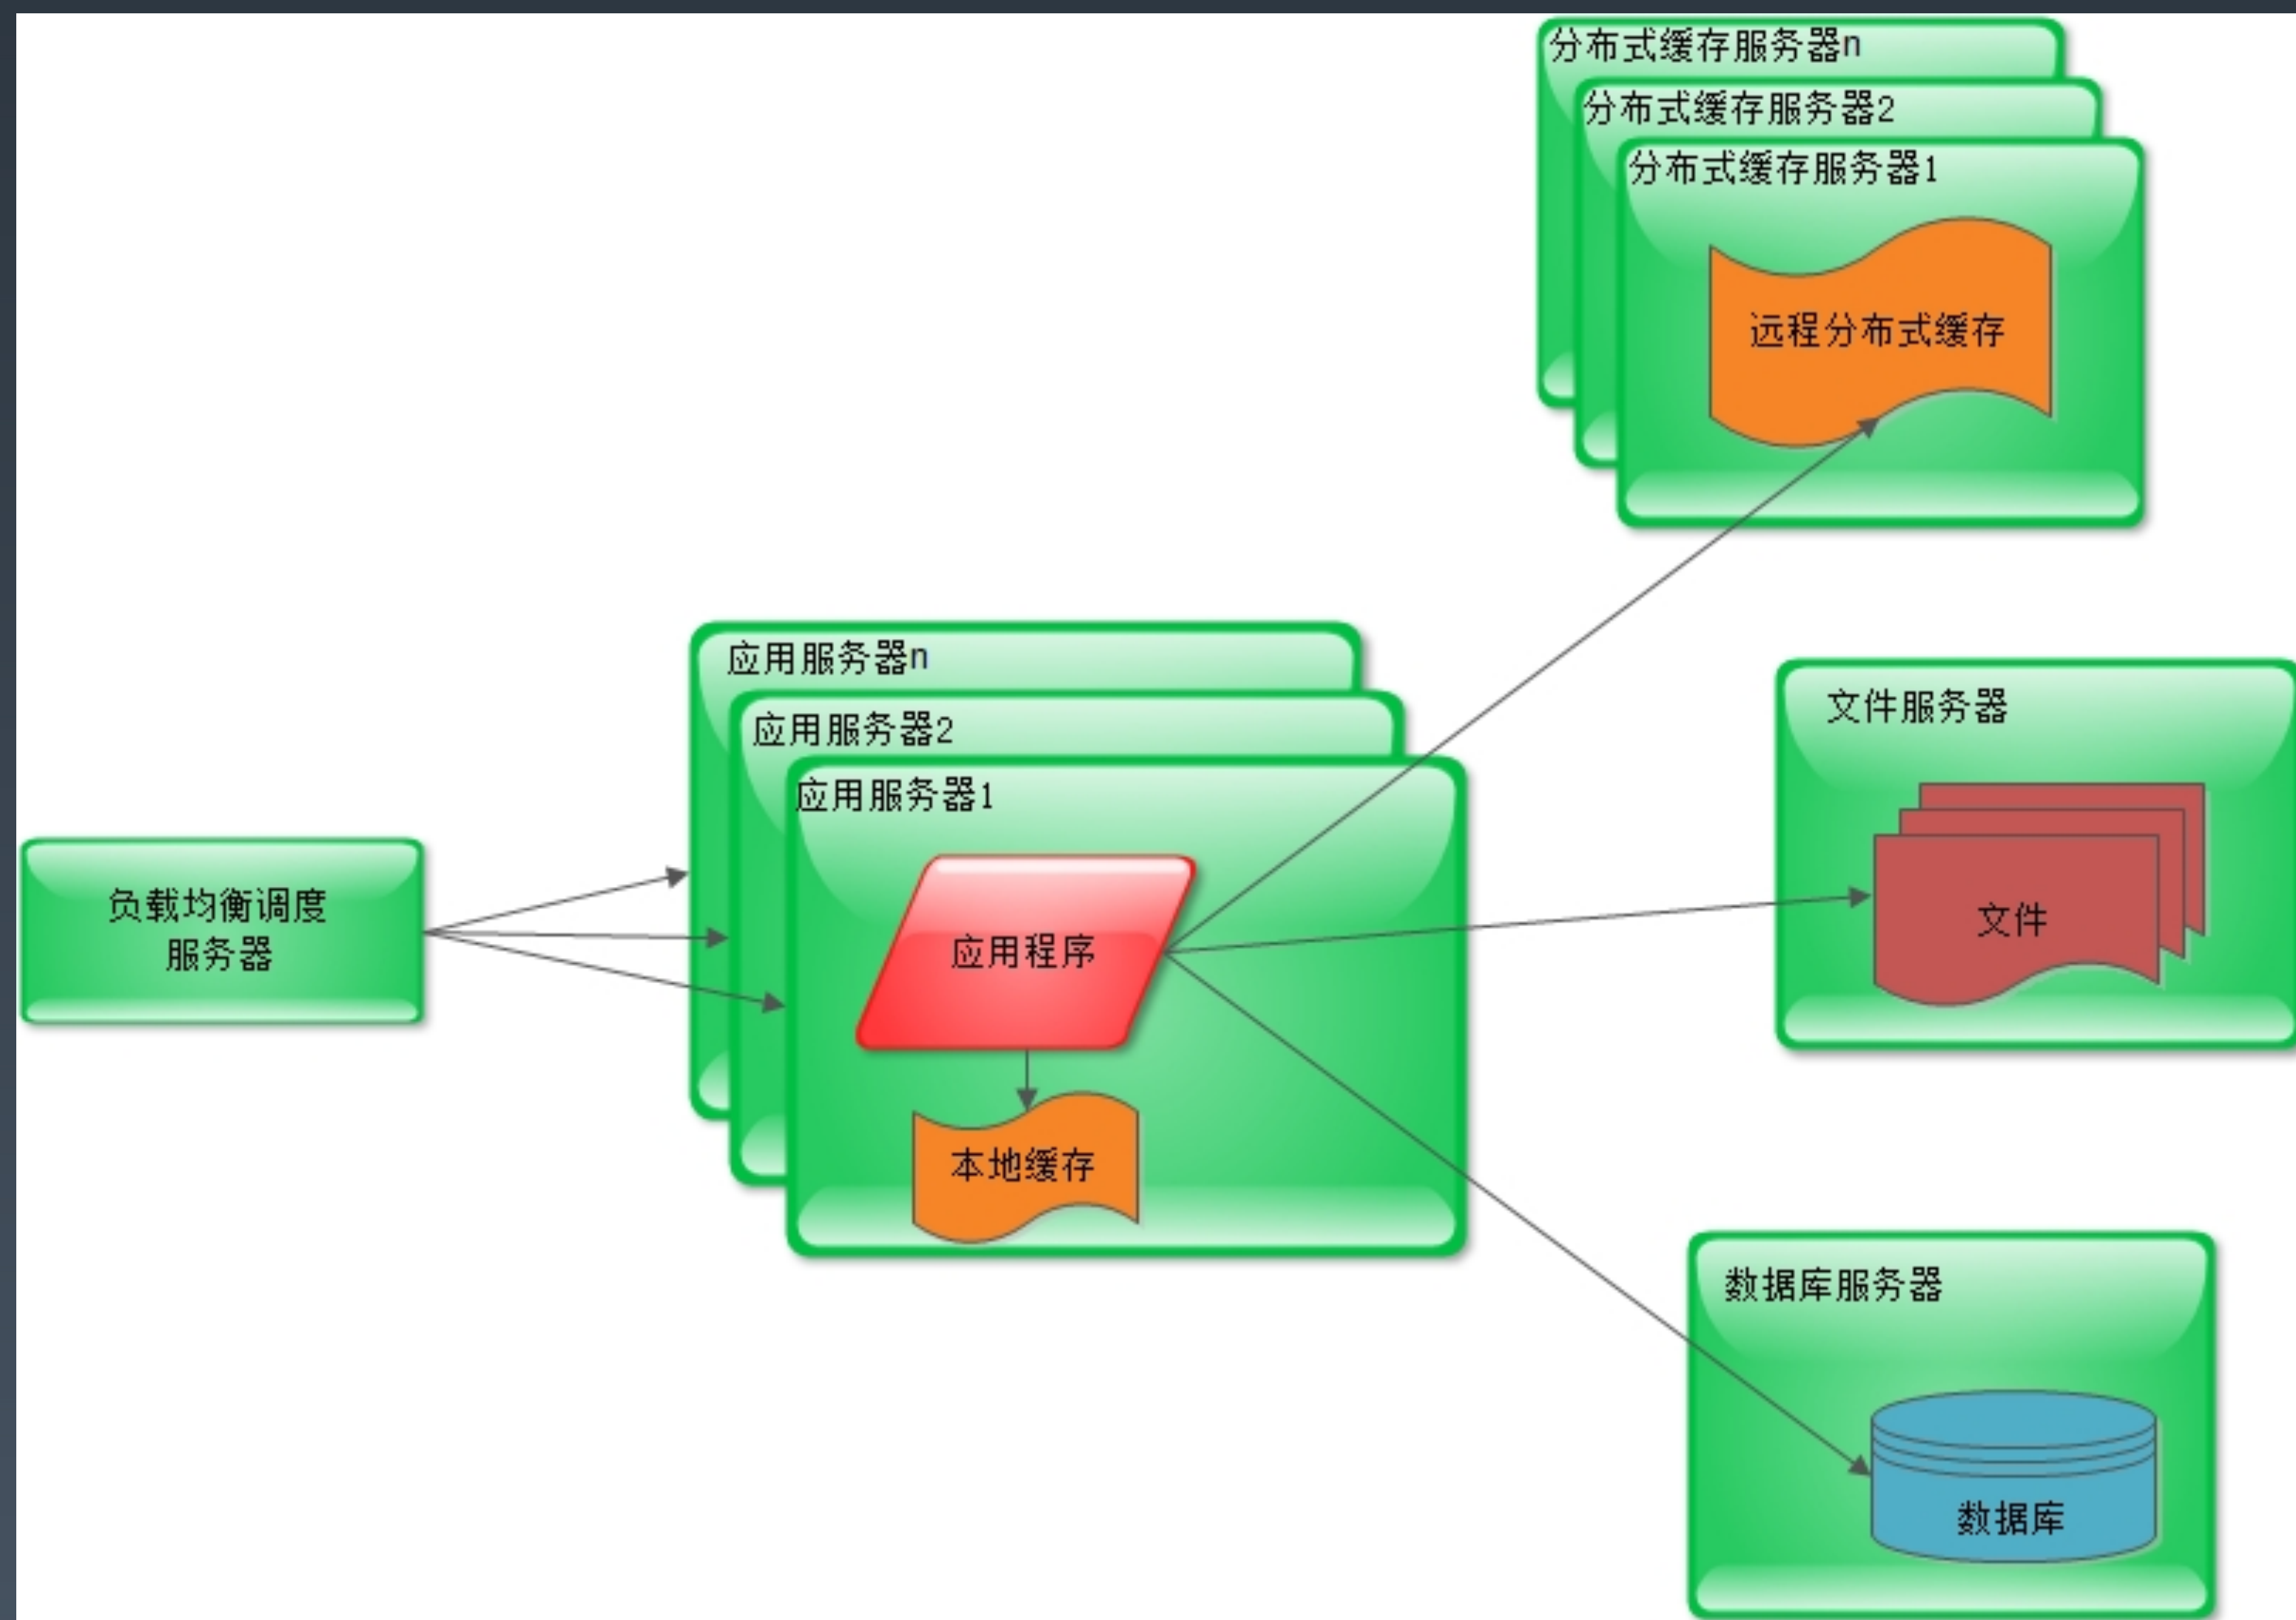 分布式缓存服务器n
分布式缓存服务器2
分布式缓存服务器1
远程分布式缓存
应用服务器n
应用服务器2
应用服务器1
文件服务器
负载均衡调度
服务器
应用程序
文件
本地缓存
数据库服务器
数据库